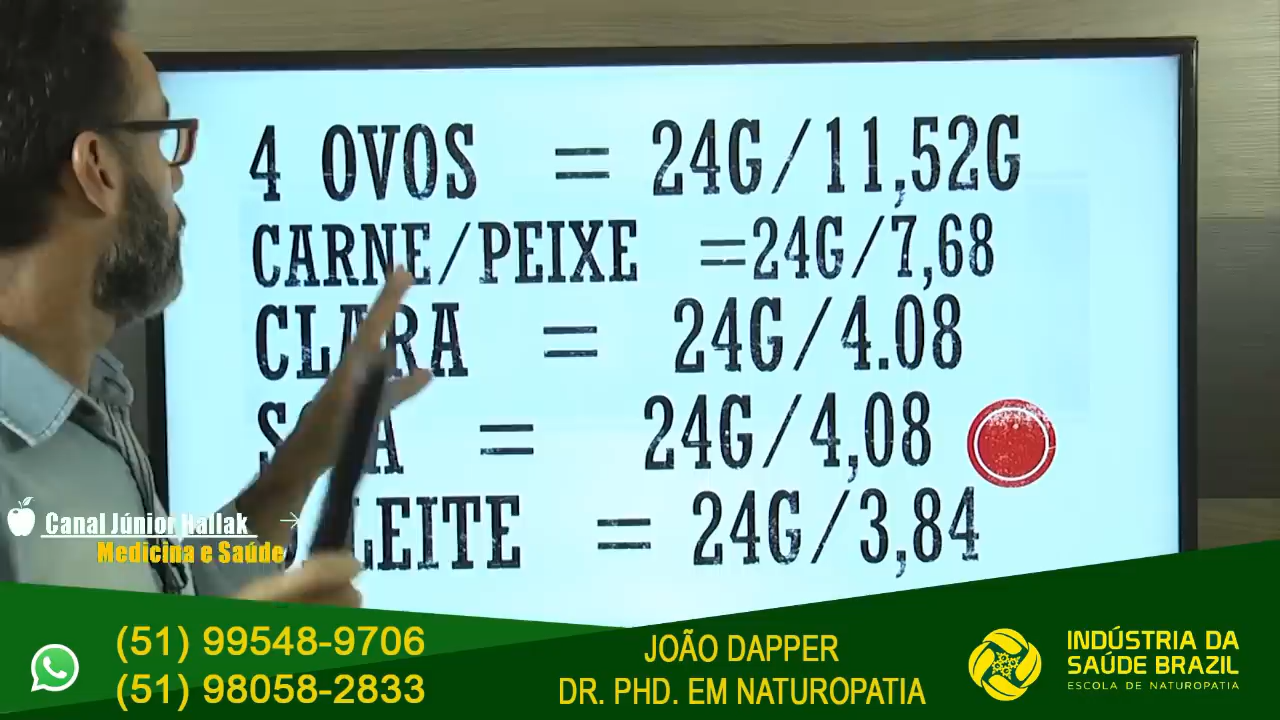 4 OVOS = 24G/11,52G
CARNE/PEIXE =24G/7,68
CLARA = 24G/4.08
= 24G/4,08
LEITE = 24G/3,84
Canal Júnior Hallak
Medicina e Saúde
(51) 99548-9706
(51) 98058-2833
JOÃO DAPPER
DR. PHD. EM NATUROPATIA
INDÚSTRIA DA
SAÚDE BRAZIL
ESCOLA DE NATUROPATIA